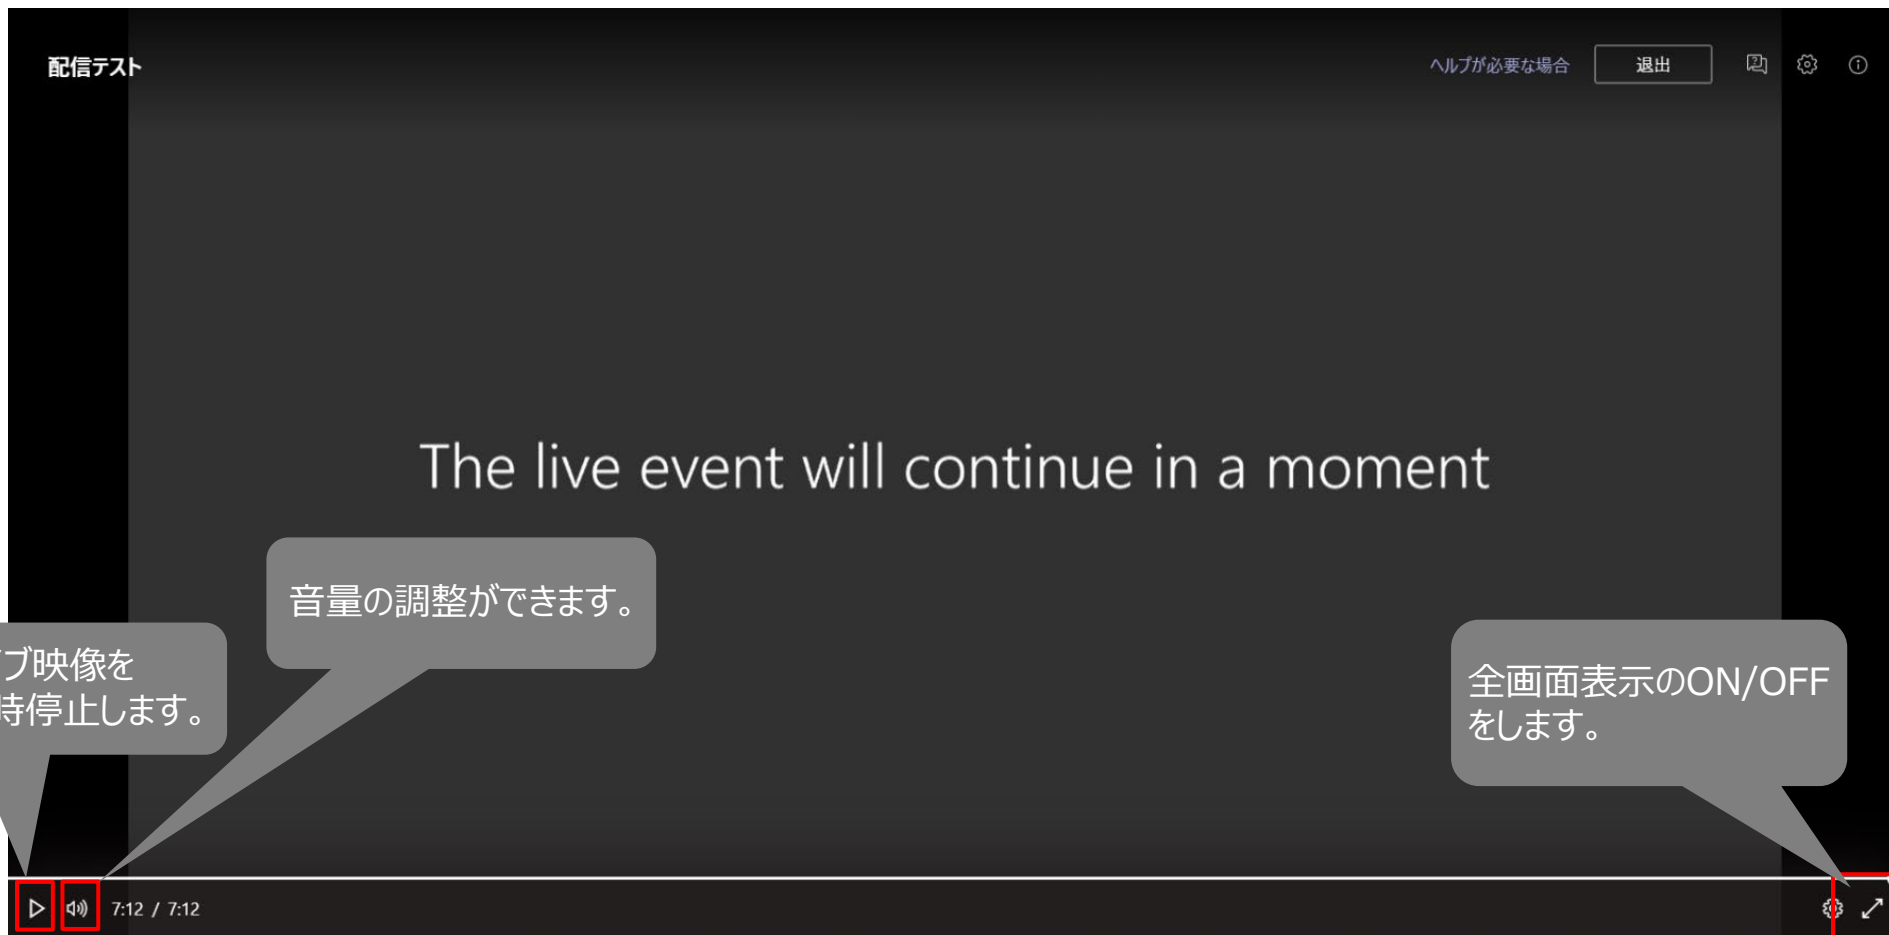 配信テスト
ヘルプが必要な場合
退出
The live event will continue in a moment
音量の調整ができます。
ブ映像を
時停止します。
全画面表示のON/OFF
をします。
7:12 / 7:12